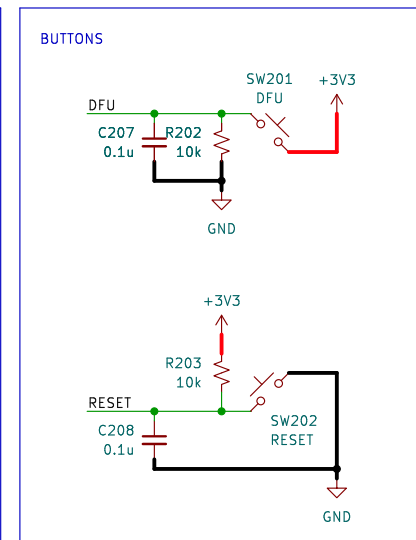 BUTTONS
SW201
DFU
+3V3
DFU
C207
0.1u
R202
10k
GND
+3V3
R203
10k
RESET
C208
0.1u
SW202
RESET
GND